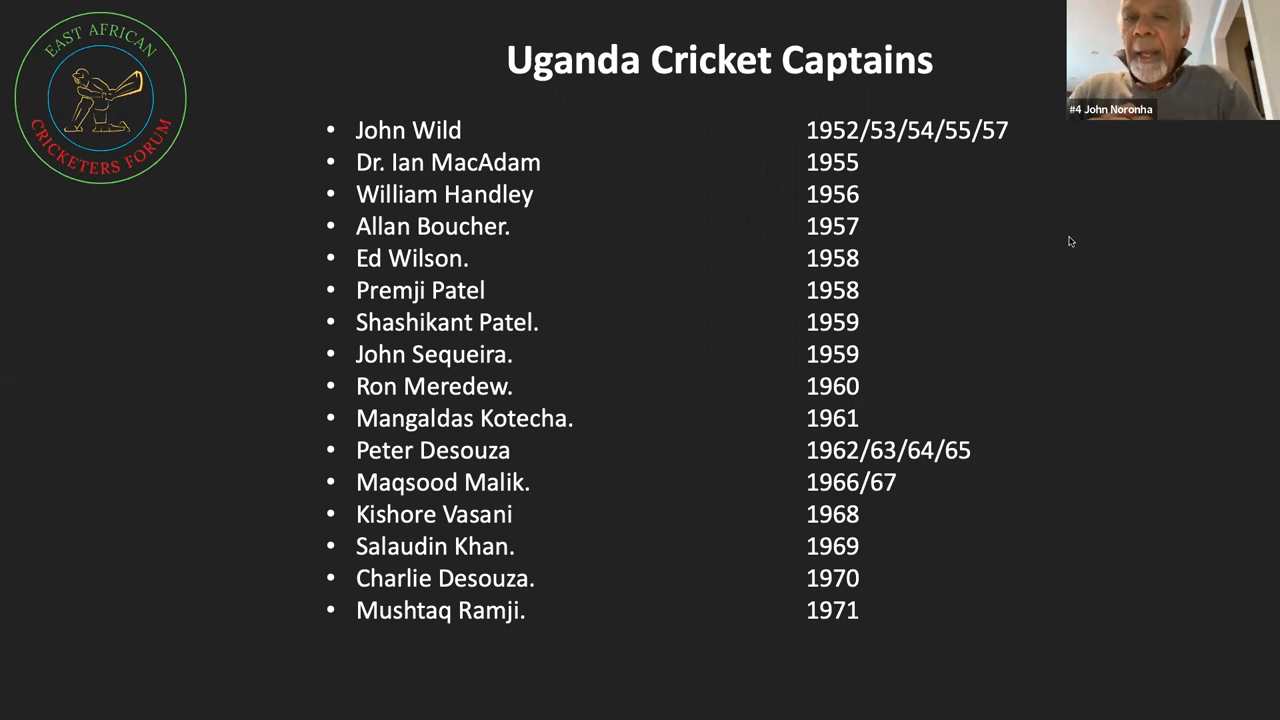 EAST AFRICAN
CRICKETERS FORUM
Uganda Cricket Captains
#4 John Noronha
• John Wild 1952/53/54/55/57
• Dr. Ian MacAdam 1955
• William Handley 1956
• Allan Boucher. 1957
• Ed Wilson. 1958
• Premji Patel 1958
• Shashikant Patel. 1959
• John Sequeira. 1959
• Ron Meredew. 1960
• Mangaldas Kotecha. 1961
• Peter Desouza 1962/63/64/65
• Maqsood Malik. 1966/67
• Kishore Vasani 1968
• Salaudin Khan. 1969
• Charlie Desouza. 1970
• Mushtaq Ramji. 1971